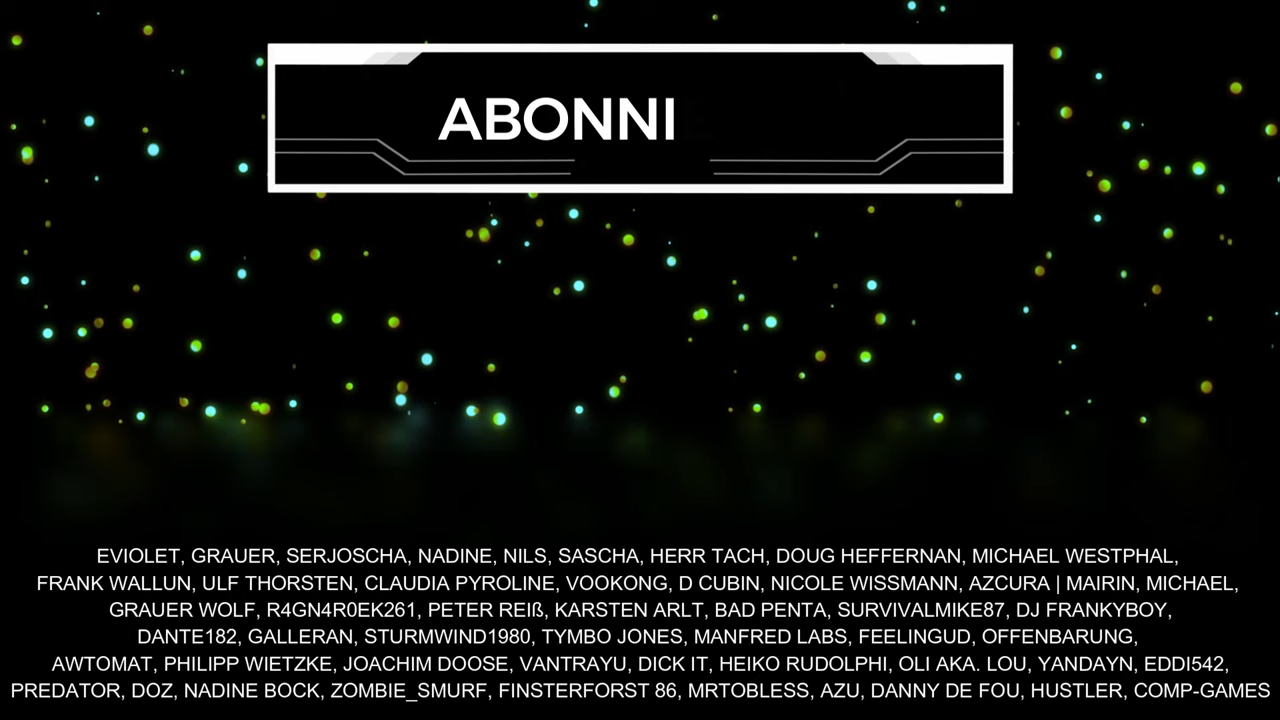 ABONNI
EVIOLET, GRAUER, SERJOSCHA, NADINE, NILS, SASCHA, HERR TACH, DOUG HEFFERNAN, MICHAEL WESTPHAL,
FRANK WALLUN, ULF THORSTEN, CLAUDIA PYROLINE, VOOKONG, D CUBIN, NICOLE WISSMANN, AZCURA | MAIRIN, MICHAEL,
GRAUER WOLF, R4GN4R0EK261, PETER REIß, KARSTEN ARLT, BAD PENTA, SURVIVALMIKE87, DJ FRANKYBOY,
DANTE182, GALLERAN, STURMWIND1980, TYMBO JONES, MANFRED LABS, FEELINGUD, OFFENBARUNG,
AWTOMAT, PHILIPP WIETZKE, JOACHIM DOOSE, VANTRAYU, DICK IT, HEIKO RUDOLPHI, OLI AKA. LOU, YANDAYN, EDDI542,
PREDATOR, DOZ, NADINE BOCK, ZOMBIE_SMURF, FINSTERFORST 86, MRTOBLESS, AZU, DANNY DE FOU, HUSTLER, COMP-GAMES